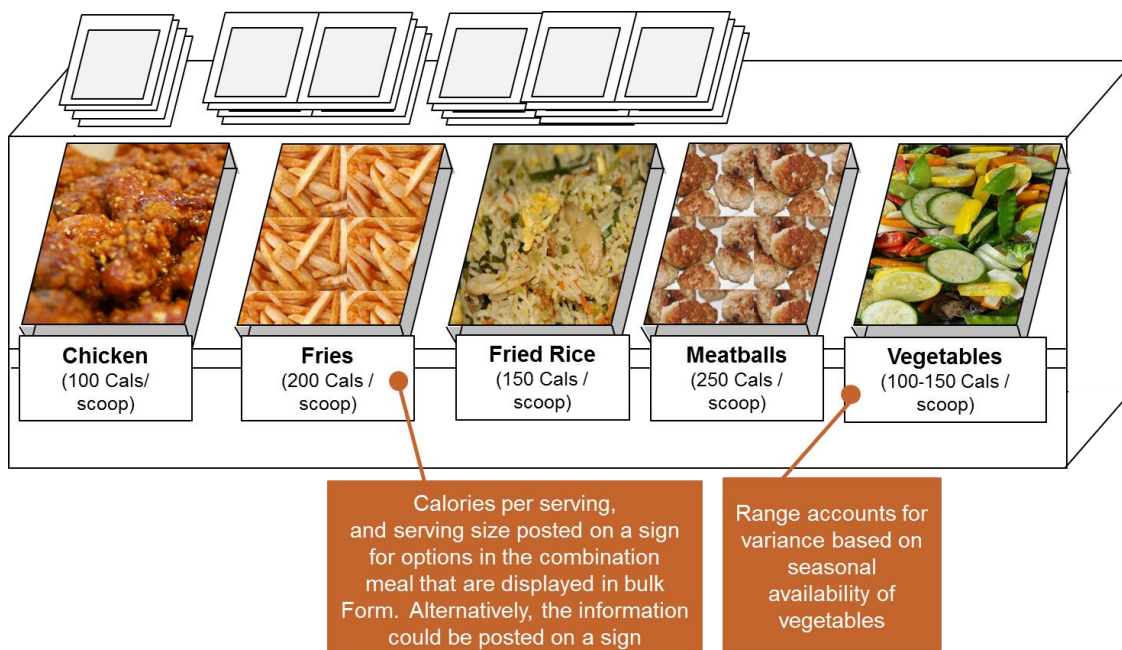 Chicken
(100 Cals/
scoop)
Fries
(200 Cals /
scoop)
Fried Rice
(150 Cals /
scoop)
Meatballs
(250 Cals /
scoop)
Vegetables
(100-150 Cals /
scoop)
Calories per serving,
and serving size posted on a sign
for options in the combination
meal that are displayed in bulk
Form. Alternatively, the information
could be posted on a sign
Range accounts for
variance based on
seasonal
availability of
vegetables